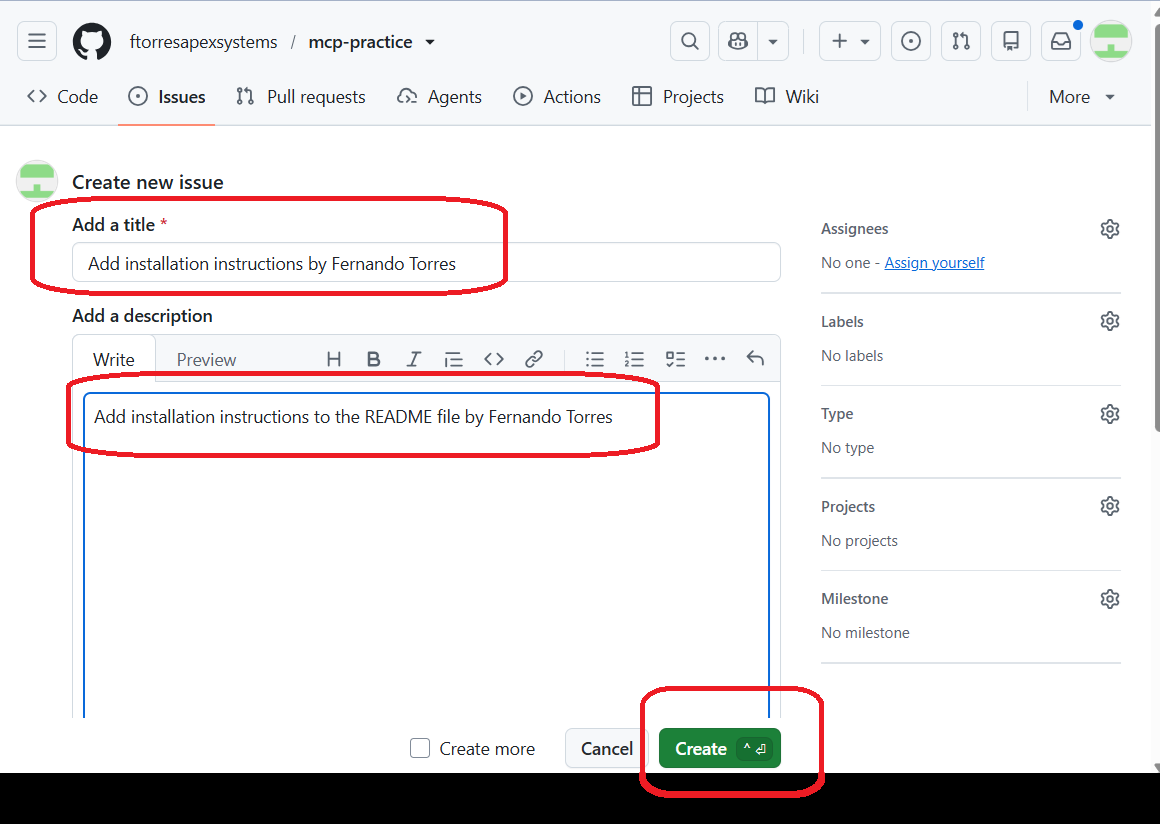 ftorresapexsystems / mcp-practice
Code Issues Pull requests Agents Actions Projects Wiki More
Create new issue
Add a title *
Add installation instructions by Fernando Torres
Add a description
Write Preview
Add installation instructions to the README file by Fernando Torres
Create more Cancel Create
Assignees
No one - Assign yourself
Labels
No labels
Type
No type
Projects
No projects
Milestone
No milestone